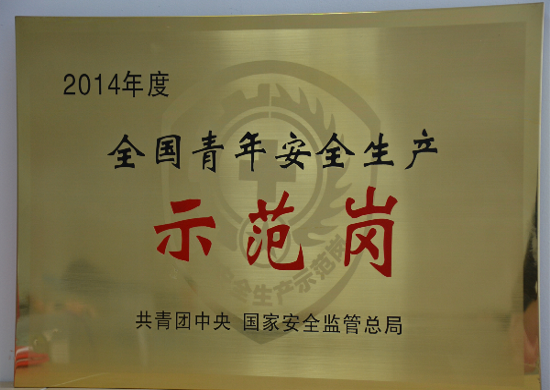 2014年度
全国青年安全生产
示范岗
共青团中央 国家安全监管总局